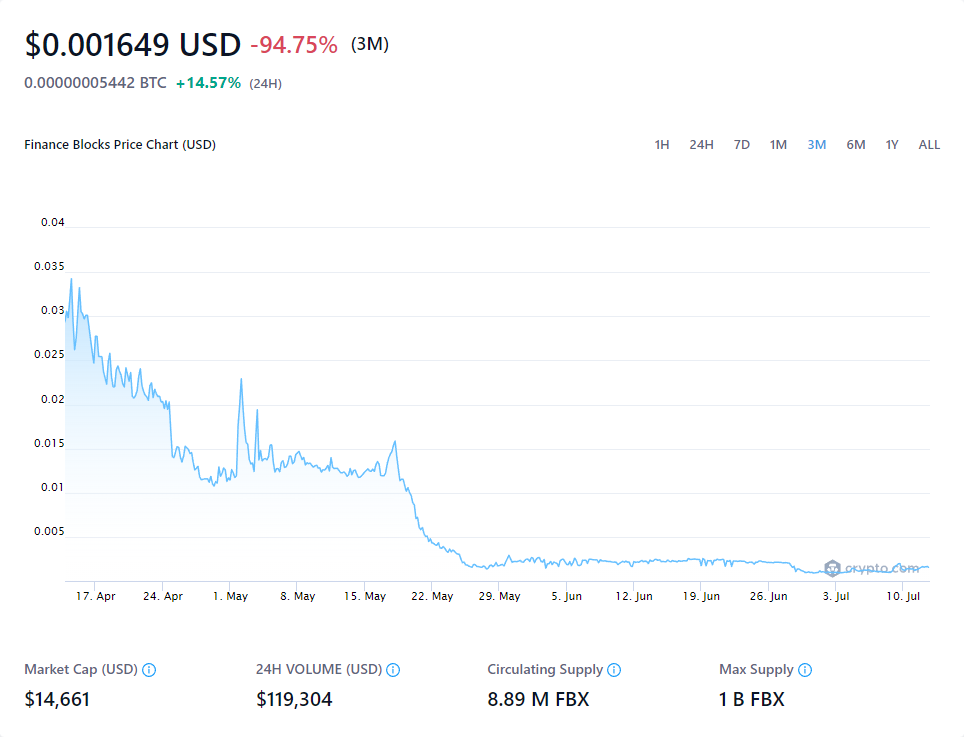 $0.001649 USD -94.75% (3M)
0.00000005442 BTC +14.57% (24H)
Finance Blocks Price Chart (USD)
1H 24H 7D 1M 3M 6M 1Y ALL
0.04
0.035
0.03
0.025
0.02
0.015
0.01
0.005
crypto.com
17. Apr 24. Apr 1. May 8. May 15. May 22. May 29. May 5. Jun 12. Jun 19. Jun 26. Jun 3. Jul 10. Jul
Market Cap (USD) 24H VOLUME (USD) Circulating Supply Max Supply
$14,661 $119,304 8.89 M FBX 1 B FBX